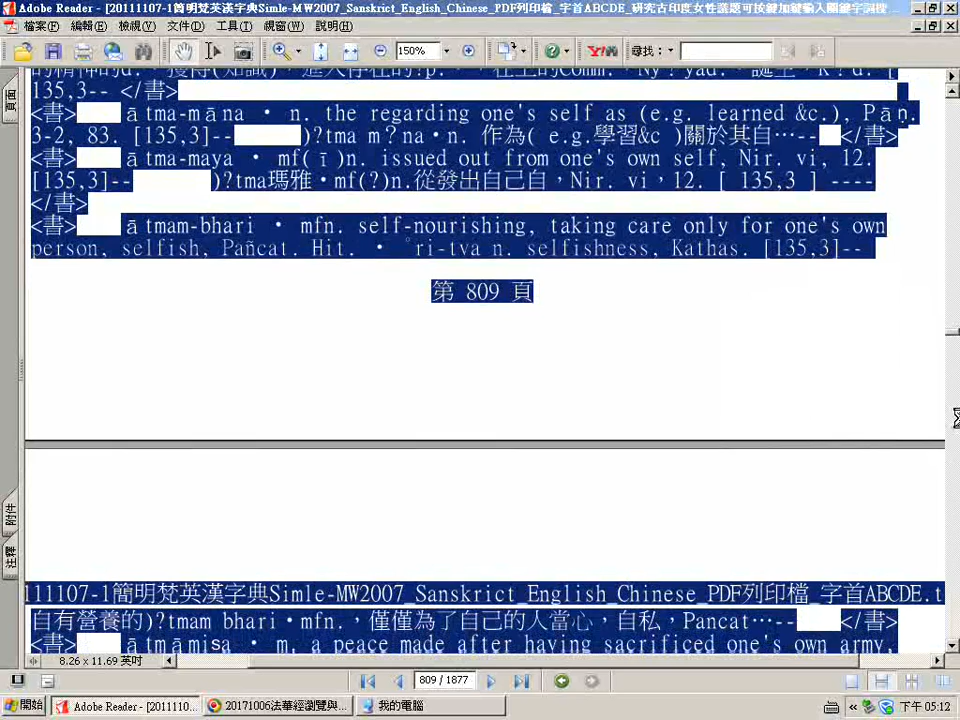 Adobe Reader - [20111107-1簡明梵英漢字典Simle-MW2007_Sanskrict_English_Chinese_PDF列印檔_字首ABCDE_研究古印度女性議題可按鍵加鍵輸入關鍵字詞搜
檔案(F) 編輯(E) 檢視(V) 文件(D) 工具(T) 視窗(W) 說明(H)
150% 尋找:
頁面
135,3-- </書>
<書> ātma-māna · n. the regarding one's self as (e.g. learned &c.), Pāṇ.
3-2, 83. [135,3]-- )?tma m？na·n. 作為( e.g.學習&c )關於其自…-- </書>
<書> ātma-maya · mf(ī)n. issued out from one's own self, Nir. vi, 12.
[135,3]-- )?tma瑪雅·mf(?)n.從發出自己自，Nir. vi，12. [ 135,3 ] ----
</書>
<書> ātmam-bhari · mfn. self-nourishing, taking care only for one's own
person, selfish, Pañcat. Hit. · °ri-tva n. selfishness, Kathas. [135,3]--
第 809 頁
附件
註釋
111107-1簡明梵英漢字典Simle-MW2007_Sanskrict_English_Chinese_PDF列印檔_字首ABCDE.t
自有營養的)?tmam bhari·mfn.，僅僅為了自己的人當心，自私，Pancat…-- </書>
<書> ātmāmisa · m. a peace made after having sacrificed one's own army,
8.26 x 11.69 英吋
809 / 1877
開始 Adobe Reader - [2011110... 20171006法華經瀏覽與... 我的電腦 下午 05:12